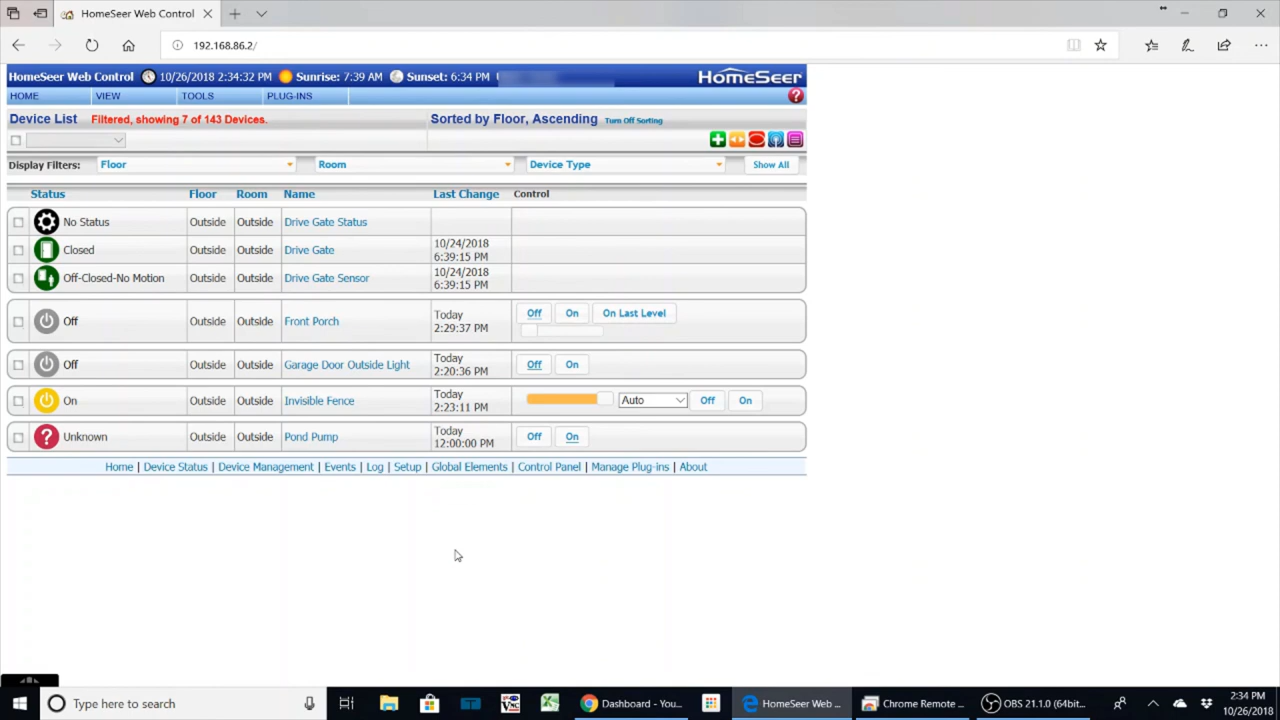 HomeSeer Web Control
192.168.86.2/
HomeSeer Web Control 10/26/2018 2:34:32 PM Sunrise: 7:39 AM Sunset: 6:34 PM HomeSeer
HOME VIEW TOOLS PLUG-INS ?
Device List Filtered, showing 7 of 143 Devices. Sorted by Floor, Ascending Turn Off Sorting
Display Filters: Floor Room Device Type Show All
Status Floor Room Name Last Change Control
No Status Outside Outside Drive Gate Status
Closed Outside Outside Drive Gate 10/24/2018
6:39:15 PM
Off-Closed-No Motion Outside Outside Drive Gate Sensor 10/24/2018
6:39:15 PM
Off Outside Outside Front Porch Today
2:29:37 PM Off On On Last Level
Off Outside Outside Garage Door Outside Light Today
2:20:36 PM Off On
On Outside Outside Invisible Fence Today
2:23:11 PM Auto Off On
? Unknown Outside Outside Pond Pump Today
12:00:00 PM Off On
Home | Device Status | Device Management | Events | Log | Setup | Global Elements | Control Panel | Manage Plug-ins | About
Type here to search Dashboard - You... HomeSeer Web ... Chrome Remote ... OBS 21.1.0 (64bit... 2:34 PM
10/26/2018